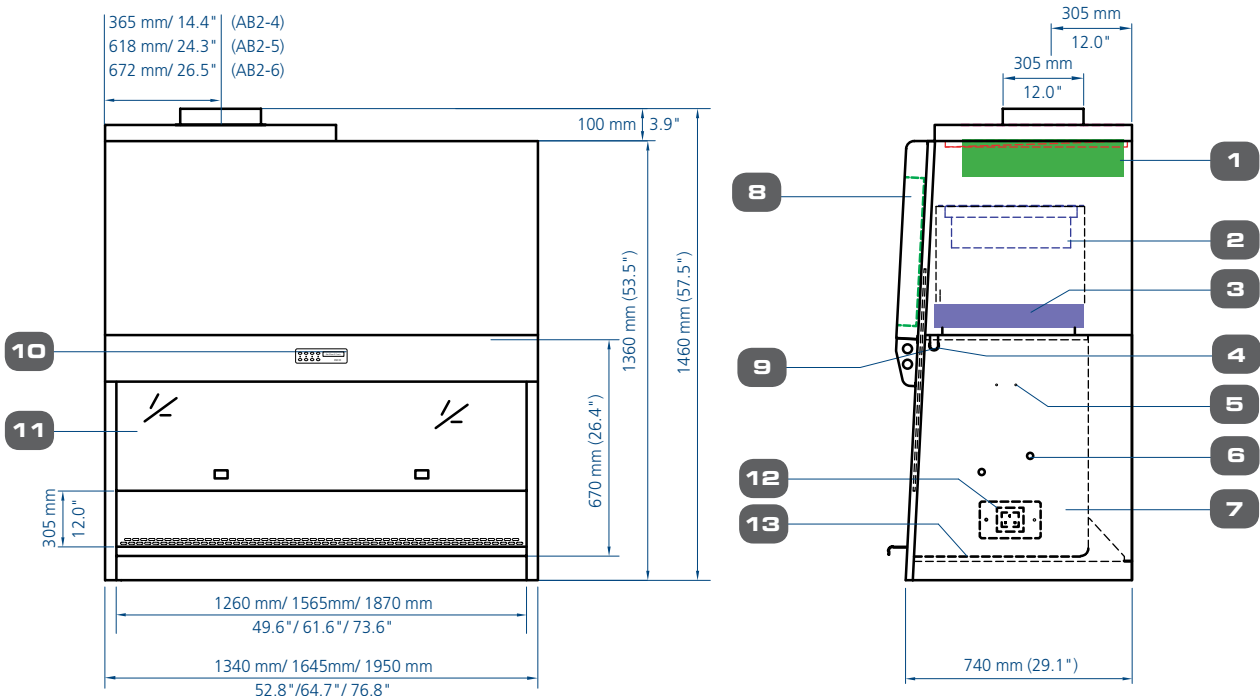 365 mm/ 14.4" (AB2-4)
618 mm/ 24.3" (AB2-5)
672 mm/ 26.5" (AB2-6)
100 mm 3.9"
1360 mm (53.5")
1460 mm (57.5")
670 mm (26.4")
10
11
305 mm
12.0"
1260 mm/ 1565mm/ 1870 mm
49.6"/ 61.6"/ 73.6"
1340 mm/ 1645mm/ 1950 mm
52.8"/64.7"/ 76.8"
305 mm
12.0"
305 mm
12.0"
1
8
2
3
4
9
5
6
12
7
13
740 mm (29.1")